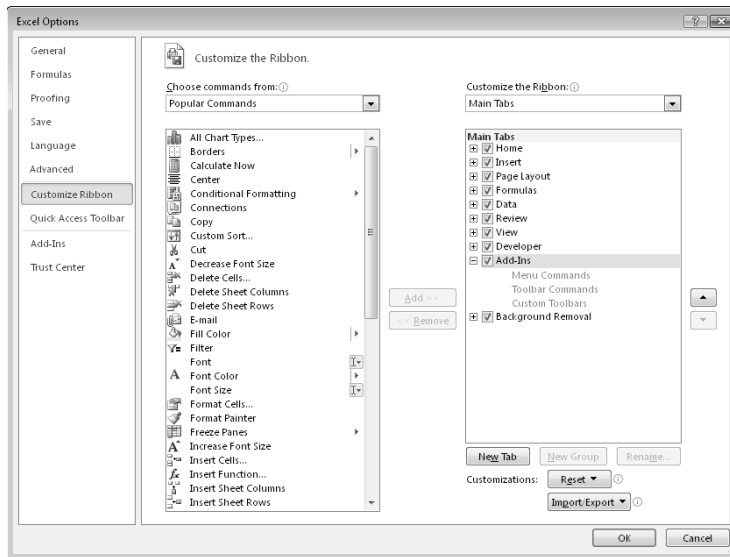 Excel Options
General
Formulas
Proofing
Save
Language
Advanced
Customize Ribbon
Quick Access Toolbar
Add-Ins
Trust Center
Customize the Ribbon.
Choose commands from:
Popular Commands
All Chart Types...
Borders
Calculate Now
Center
Conditional Formatting
Connections
Copy
Custom Sort...
Cut
Decrease Font Size
Delete Cells...
Delete Sheet Columns
Delete Sheet Rows
E-mail
Fill Color
Filter
Font
Font Color
Font Size
Format Cells...
Format Painter
Freeze Panes
Increase Font Size
Insert Cells...
Insert Function...
Insert Sheet Columns
Insert Sheet Rows
Add >>
<< Remove
Customize the Ribbon:
Main Tabs
Main Tabs
Home
Insert
Page Layout
Formulas
Data
Review
View
Developer
Add-Ins
Menu Commands
Toolbar Commands
Custom Toolbars
Background Removal
New Tab
New Group
Rename...
Customizations:
Reset
Import/Export
OK
Cancel